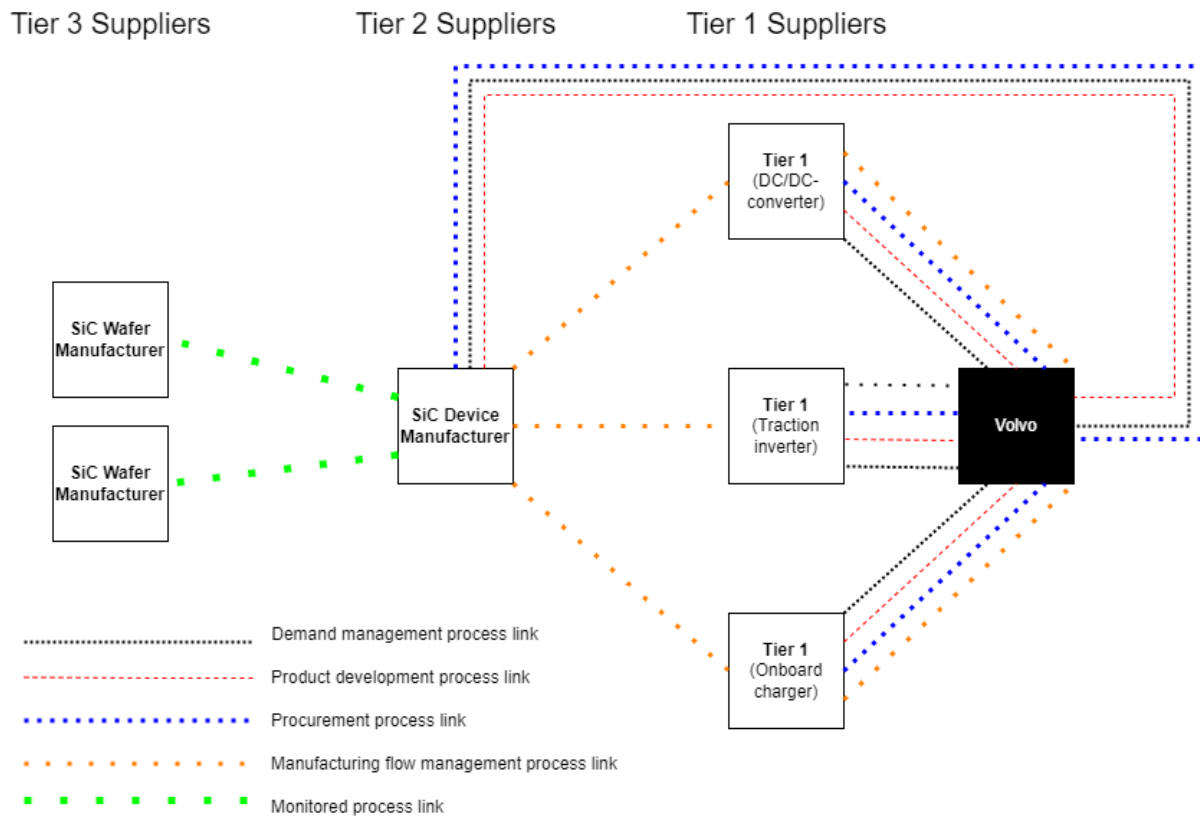 Tier 3 Suppliers
Tier 2 Suppliers
Tier 1 Suppliers
Tier 1
(DC/DC-
converter)
SiC Wafer
Manufacturer
SiC Device
Manufacturer
Tier 1
(Traction
inverter)
Volvo
SiC Wafer
Manufacturer
Tier 1
(Onboard
charger)
Demand management process link
Product development process link
Procurement process link
Manufacturing flow management process link
Monitored process link